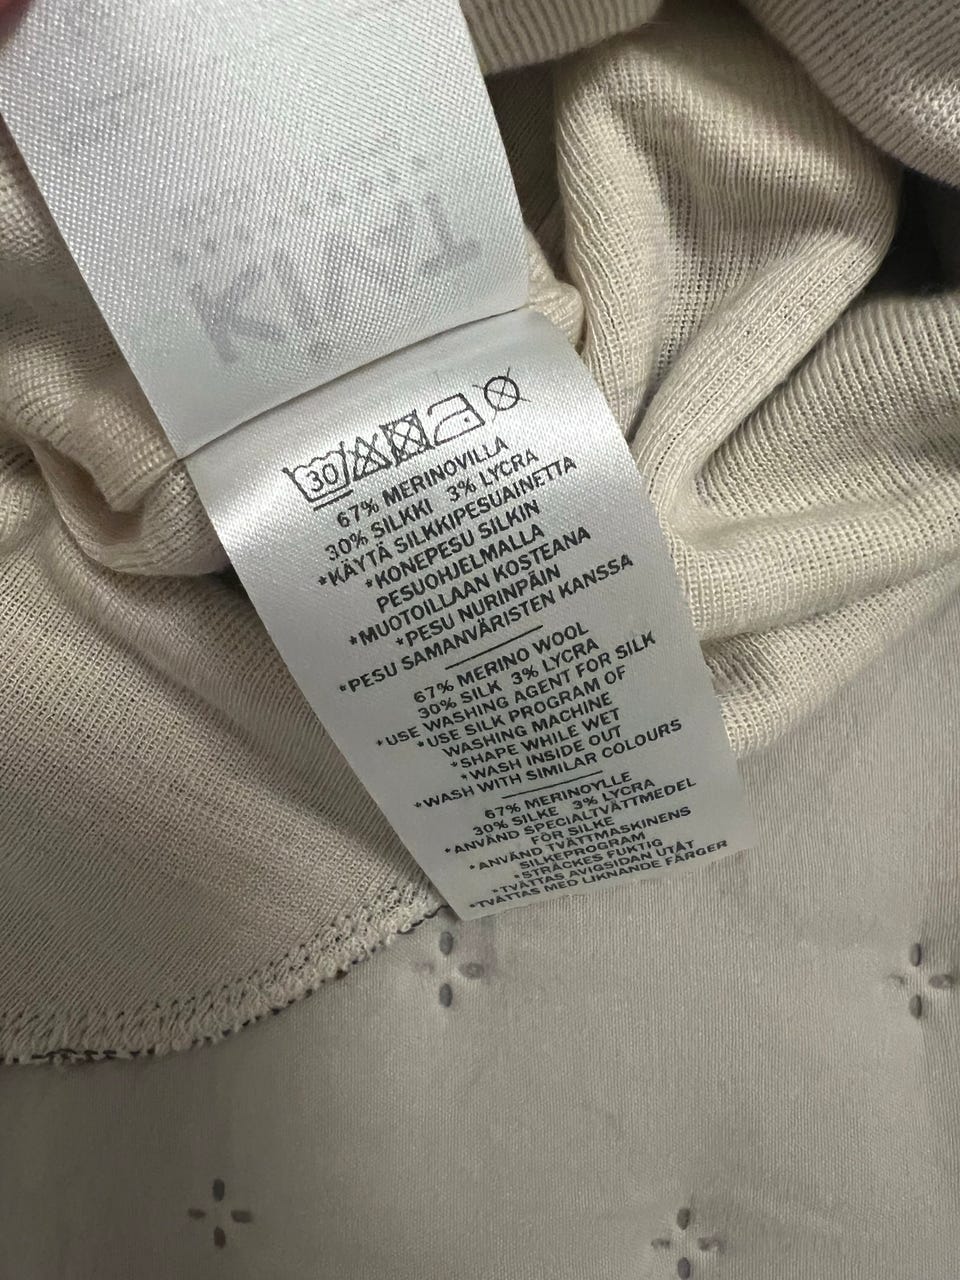 30
67% MERINOVILLA
30% SILKKI 3% LYCRA
*KÄYTÄ SILKKIPESUAINETTA
*KONEPESU SILKIN
PESUOHJELMALLA
*MUOTOILLAAN KOSTEANA
*PESU NURINPÄIN
*PESU SAMANVÄRISTEN KANSSA
67% MERINO WOOL
30% SILK 3% LYCRA
*USE WASHING AGENT FOR SILK
*USE SILK PROGRAM OF
WASHING MACHINE
*SHAPE WHILE WET
*WASH INSIDE OUT
*WASH WITH SIMILAR COLOURS
67% MERINOYLLE
30% SILKE 3% LYCRA
*ANVÄND SPECIALTVÄTTMEDEL
FÖR SILKE
*ANVÄND TVÄTTMASKINENS
SILKEPROGRAM
*STRÄCKES FUKTIG
*TVÄTTAS AVIGSIDAN UTÅT
*TVÄTTAS MED LIKNANDE FÄRGER